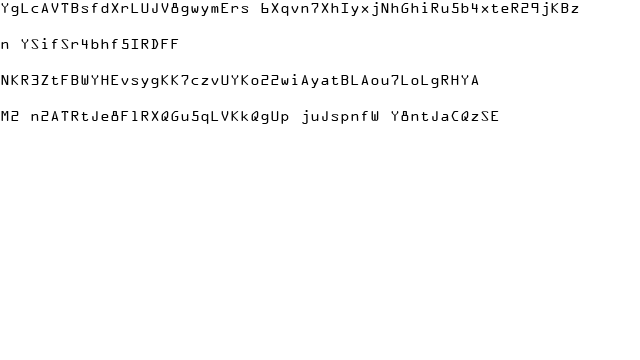 YgLcAVTBsfdXrLUJV8gwymErs 6Xqvn7XhIyxjNhGhiRu5b4xteR29jKBz
n YSifSr4bhf5IRDFF
NKR3ZtFBWYHEvsygKK7czvUYKo22wiAyatBLAou7LoLgRHYA
M2 n2ATRtJe8F1RXQGu5qLVKkQgUp juJspnfW Y8ntJaCQzSE